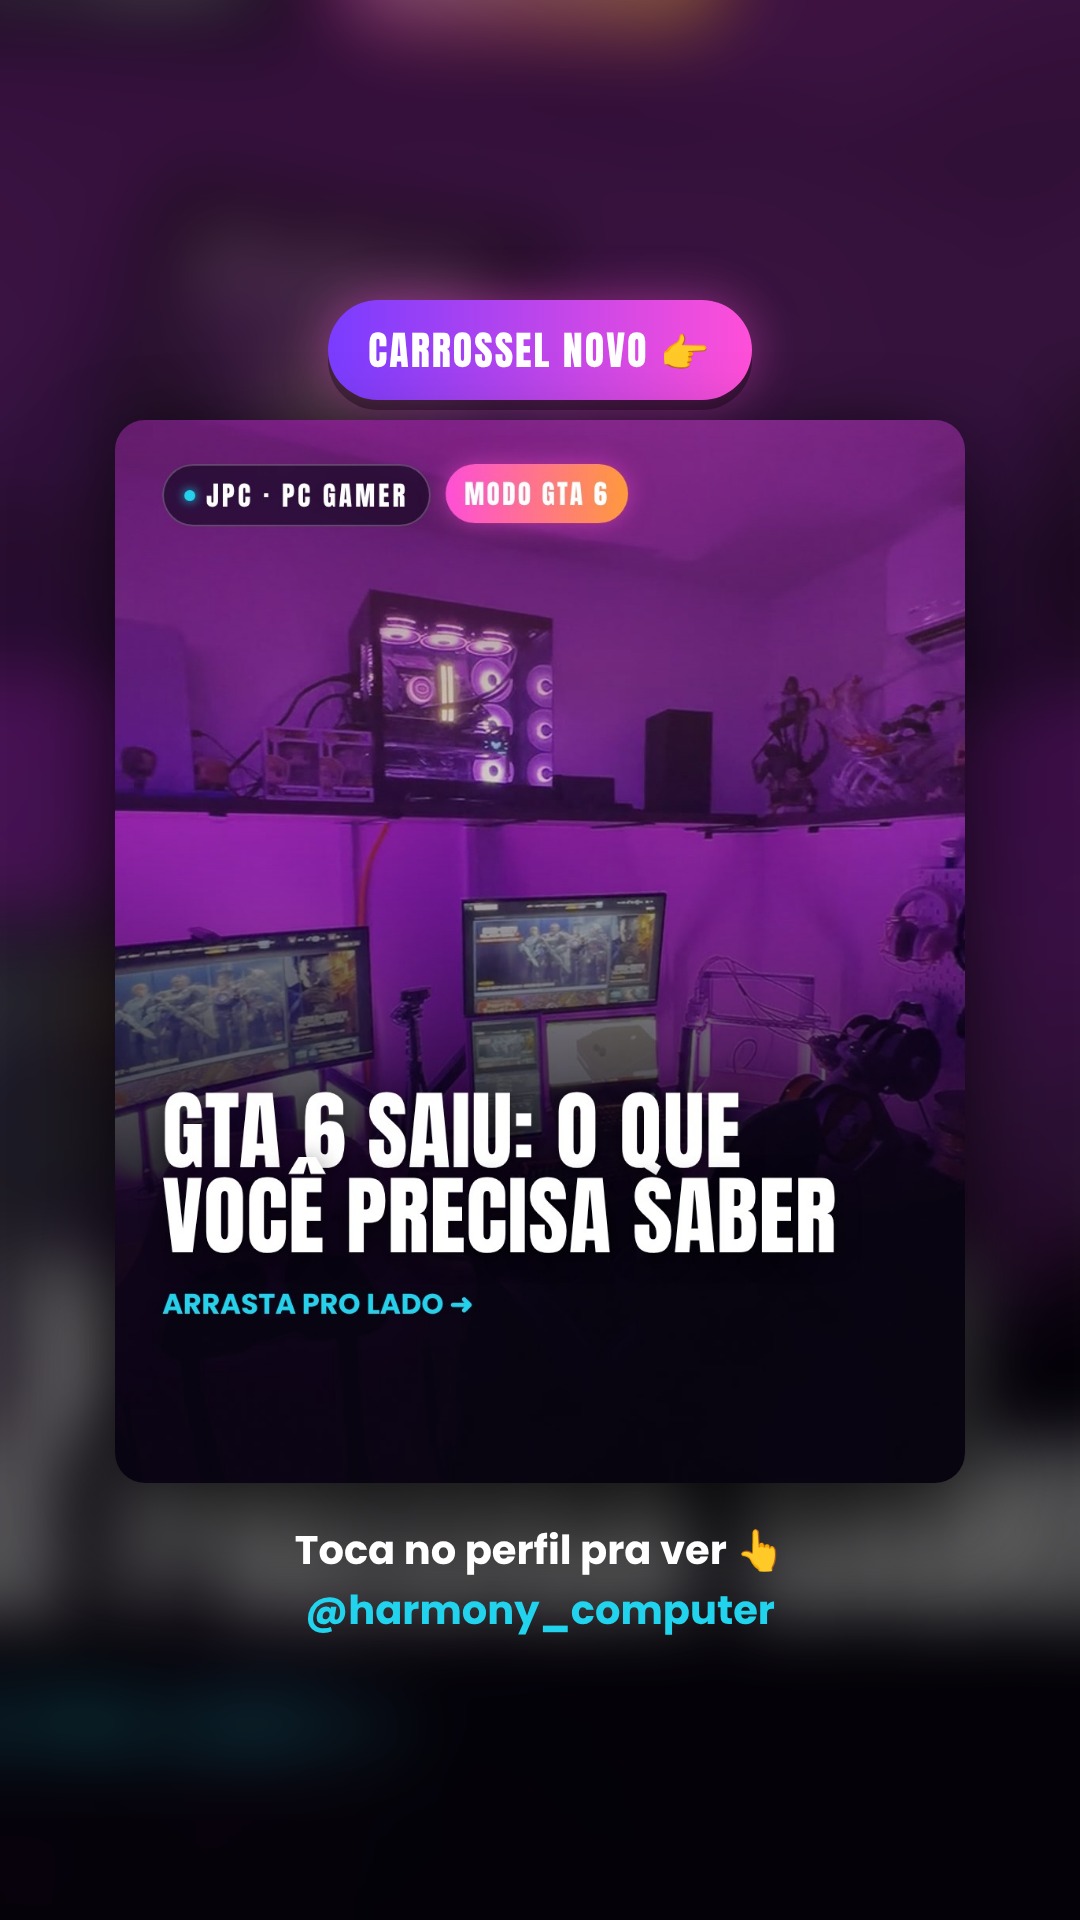 CARROSSEL NOVO 👉
JPC · PC GAMER
MODO GTA 6
GTA 6 SAIU: O QUE
VOCÊ PRECISA SABER
ARRASTA PRO LADO ➜
Toca no perfil pra ver 👆
@harmony_computer